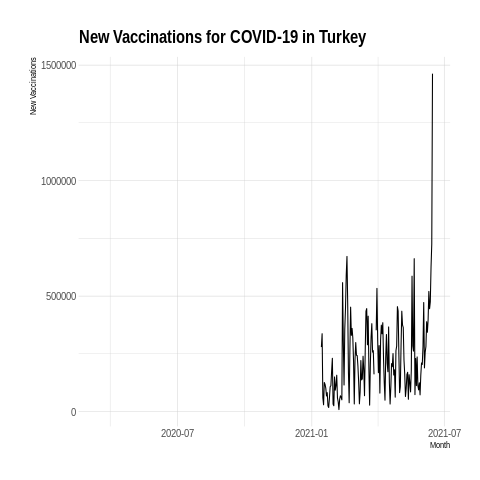 New Vaccinations for COVID-19 in Turkey
New Vaccinations
1500000
1000000
500000
0
2020-07
2021-01
2021-07
Month